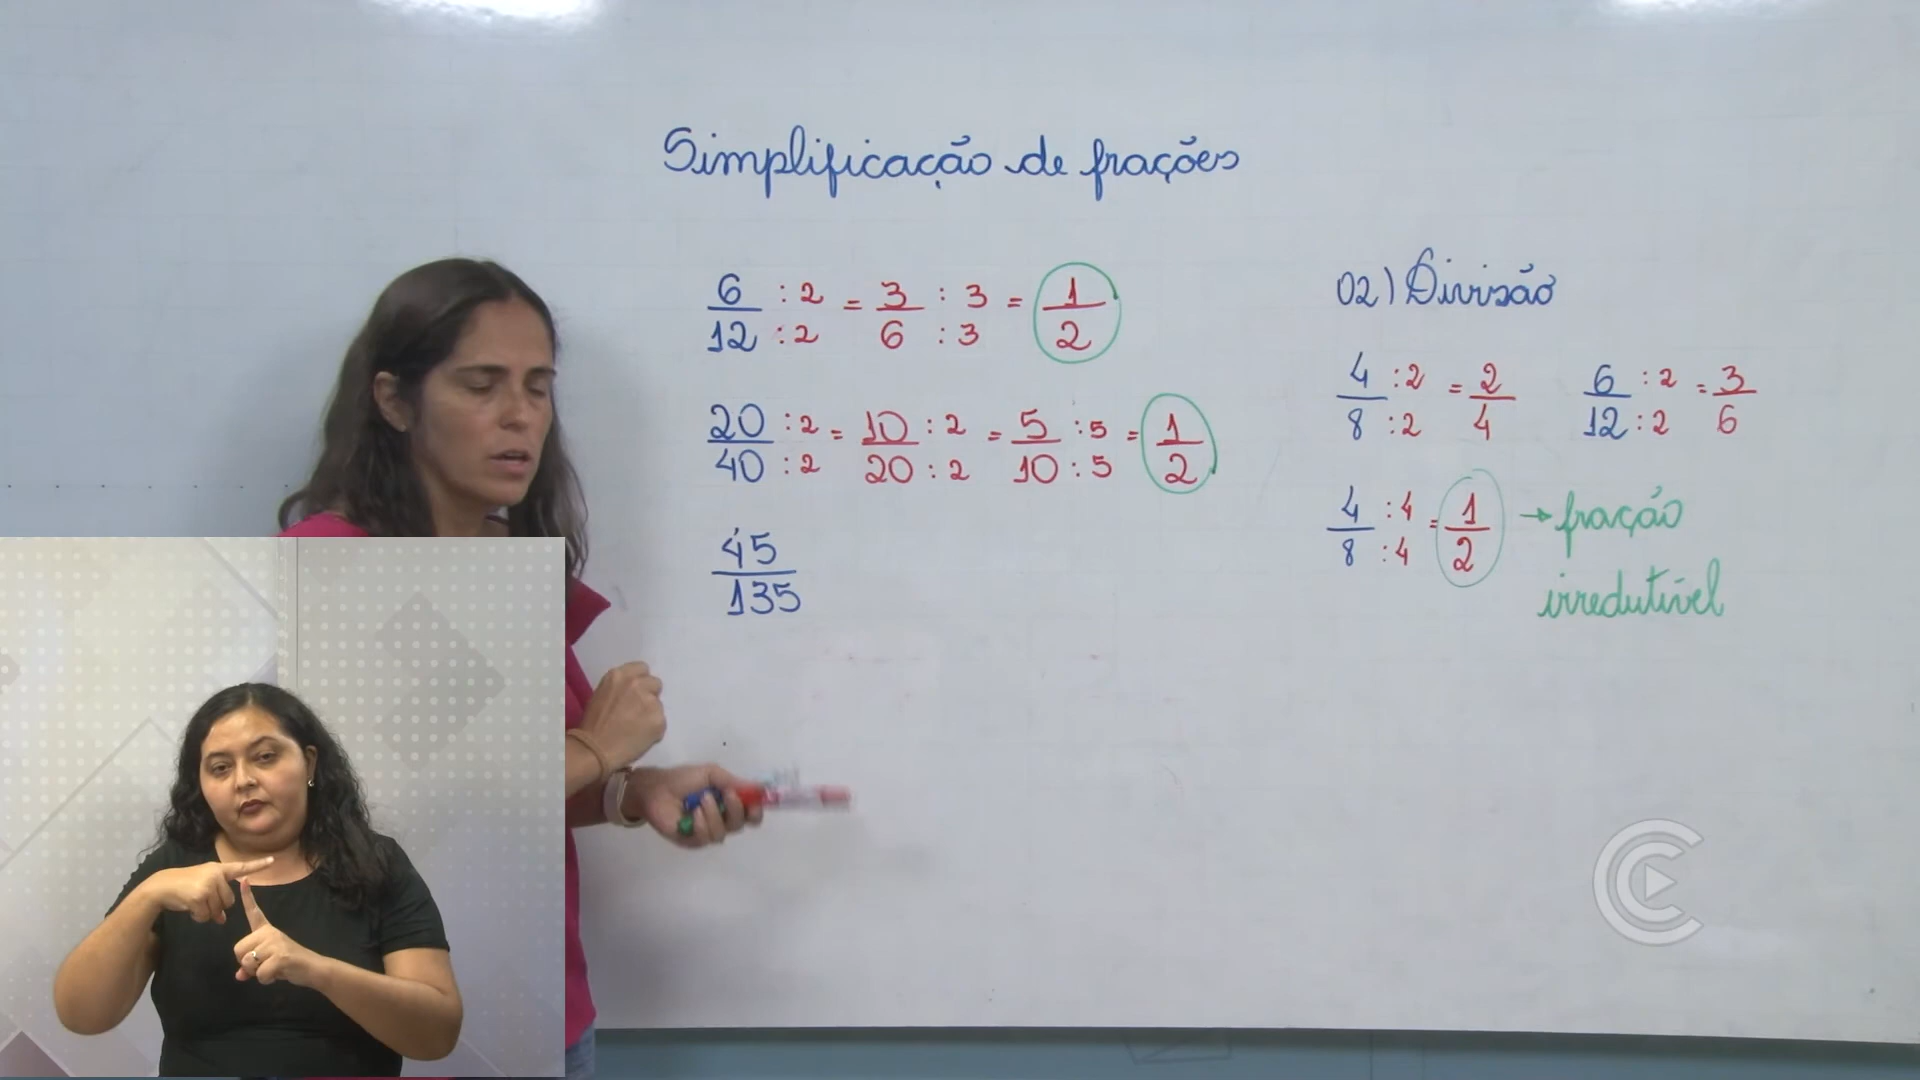 Simplificação de frações
6 : 2 = 3 : 3 = 1
12 : 2 6 : 3 2
20 : 2 = 10 : 2 = 5 : 5 = 1
40 : 2 20 : 2 10 : 5 2
45
135
02) Divisão
4 : 2 = 2 6 : 2 = 3
8 : 2 4 12 : 2 6
4 : 4 = 1 → fração
8 : 4 2
irredutível